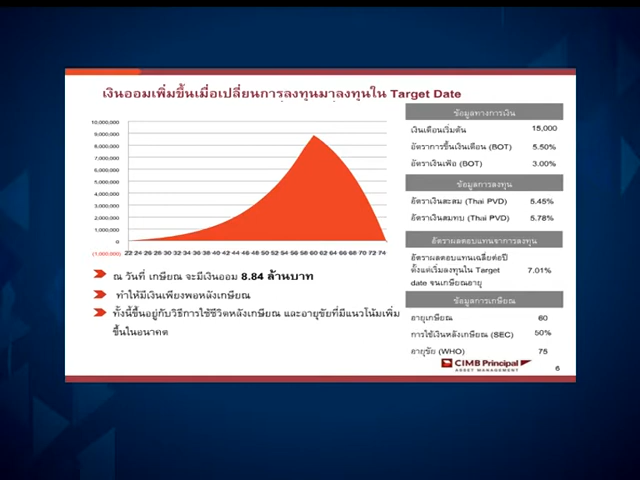 เงินออมเพิ่มขึ้นเมื่อเปลี่ยนการลงทุนมาลงทุนใน Target Date
10,000,000
9,000,000
8,000,000
7,000,000
6,000,000
5,000,000
4,000,000
3,000,000
2,000,000
1,000,000
0
(1,000,000)
22 24 26 28 30 32 34 36 38 40 42 44 46 48 50 52 54 56 58 60 62 64 66 68 70 72 74
ณ วันที่ เกษียณ จะมีเงินออม 8.84 ล้านบาท
ทำให้มีเงินเพียงพอหลังเกษียณ
ทั้งนี้ขึ้นอยู่กับวิธีการใช้ชีวิตหลังเกษียณ และอายุขัยที่มีแนวโน้มเพิ่ม
ขึ้นในอนาคต
ข้อมูลทางการเงิน
เงินเดือนเริ่มต้น 15,000
อัตราการขึ้นเงินเดือน (BOT) 5.50%
อัตราเงินเฟ้อ (BOT) 3.00%
ข้อมูลการลงทุน
อัตราเงินสะสม (Thai PVD) 5.45%
อัตราเงินสมทบ (Thai PVD) 5.78%
อัตราผลตอบแทนจากการลงทุน
อัตราผลตอบแทนเฉลี่ยต่อปี
ตั้งแต่เริ่มลงทุนใน Target 7.01%
date จนเกษียณอายุ
ข้อมูลการเกษียณ
อายุเกษียณ 60
การใช้เงินหลังเกษียณ (SEC) 50%
อายุขัย (WHO) 75
CIMB Principal
ASSET MANAGEMENT
6